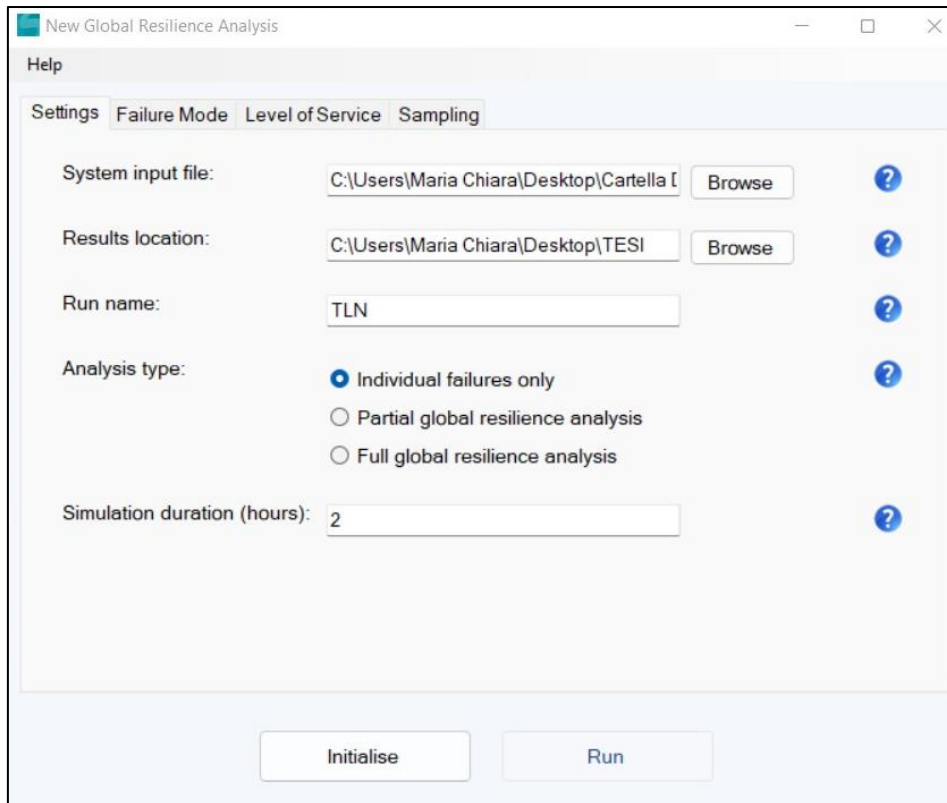 New Global Resilience Analysis
Help
Settings Failure Mode Level of Service Sampling
System input file: C:\Users\Maria Chiara\Desktop\Cartella D Browse ?
Results location: C:\Users\Maria Chiara\Desktop\TESI Browse ?
Run name: TLN ?
Analysis type: Individual failures only ?
Partial global resilience analysis
Full global resilience analysis
Simulation duration (hours): 2 ?
Initialise Run